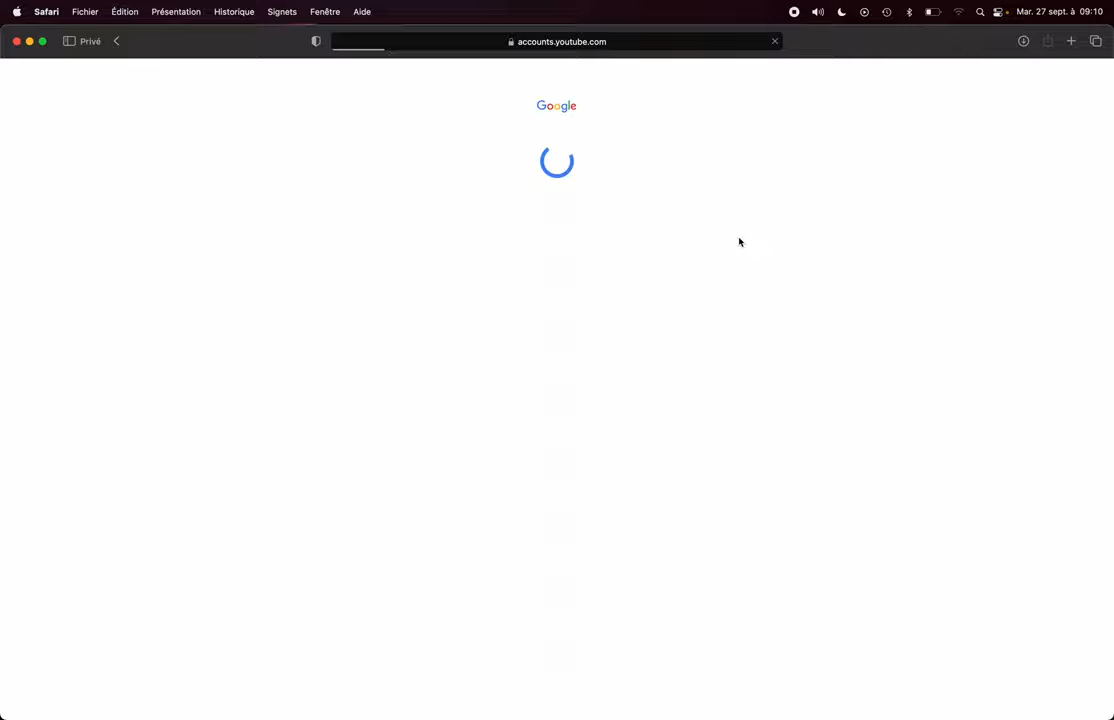 Safari Fichier Édition Présentation Historique Signets Fenêtre Aide Mar. 27 sept. à 09:10
Privé accounts.youtube.com
Google